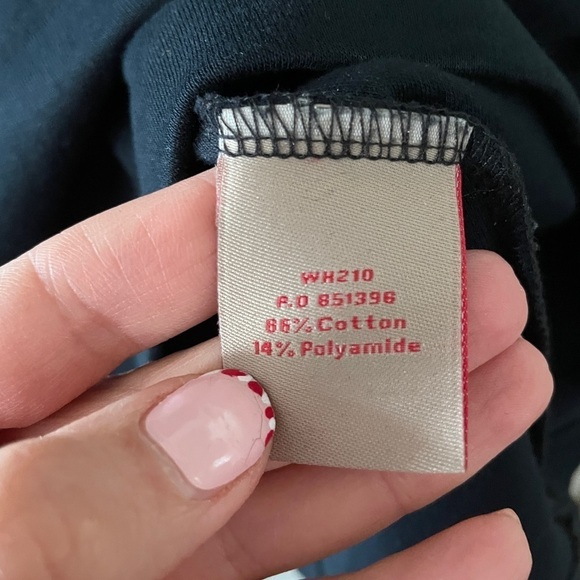 WH210
P.O 851396
86% Cotton
14% Polyamide